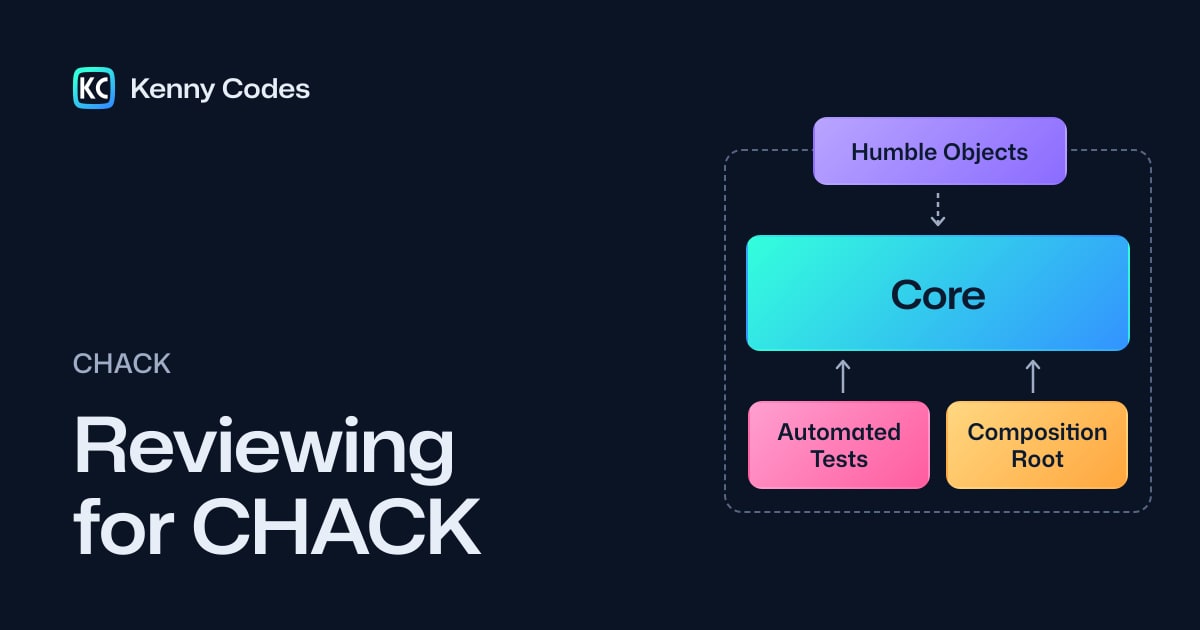 KC Kenny Codes
CHACK
Reviewing
for CHACK
Humble Objects
Core
Automated
Tests
Composition
Root